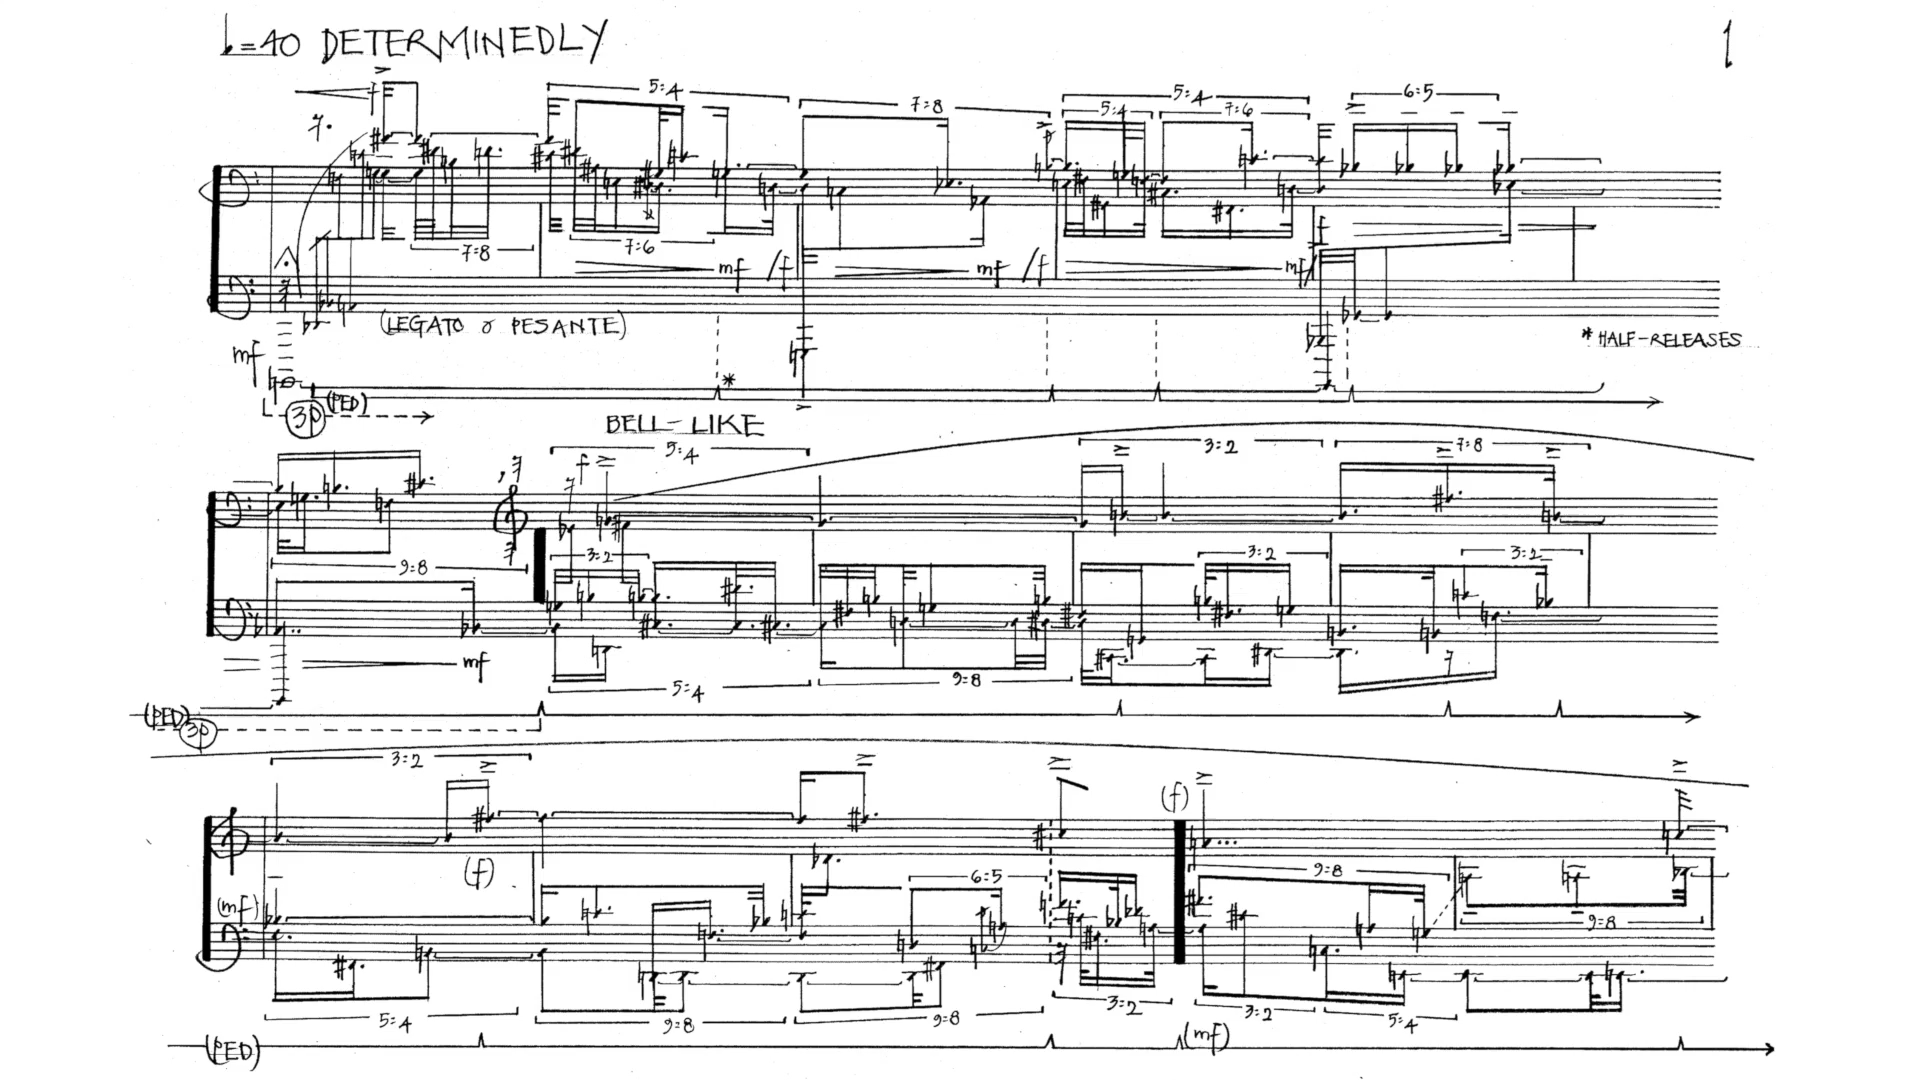 ♪=40 DETERMINEDLY 1
f 5:4 7:8 5:4 6:5
5:4 7:6
7:8 7:6 f
mf /f mf /f mf/
(LEGATO or PESANTE)
mf * HALF-RELEASES
*
3p (PED)
BELL-LIKE
f 5:4 3:2 7:8
9:8 3:2 3:2 3:2
mf
5:4 9:8
(PED)
3p
3:2
(f) (f)
(mf) 6:5 9:8
9:8
5:4 9:8 9:8 3:2 3:2 5:4
(PED) (mf)